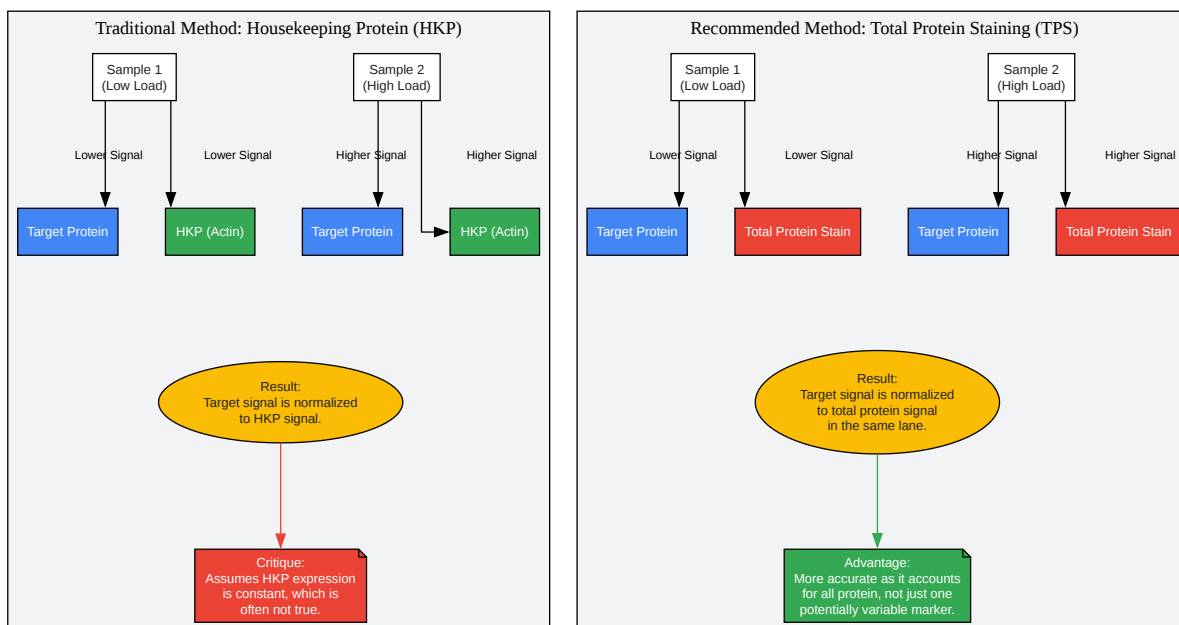 Traditional Method: Housekeeping Protein (HKP)
Sample 1
(Low Load)
Sample 2
(High Load)
Lower Signal
Lower Signal
Higher Signal
Higher Signal
Target Protein
HKP (Actin)
Target Protein
HKP (Actin)
Result:
Target signal is normalized
to HKP signal.
Critique:
Assumes HKP expression
is constant, which is
often not true.
Recommended Method: Total Protein Staining (TPS)
Sample 1
(Low Load)
Sample 2
(High Load)
Lower Signal
Lower Signal
Higher Signal
Higher Signal
Target Protein
Total Protein Stain
Target Protein
Total Protein Stain
Result:
Target signal is normalized
to total protein signal
in the same lane.
Advantage:
More accurate as it accounts
for all protein, not just one
potentially variable marker.